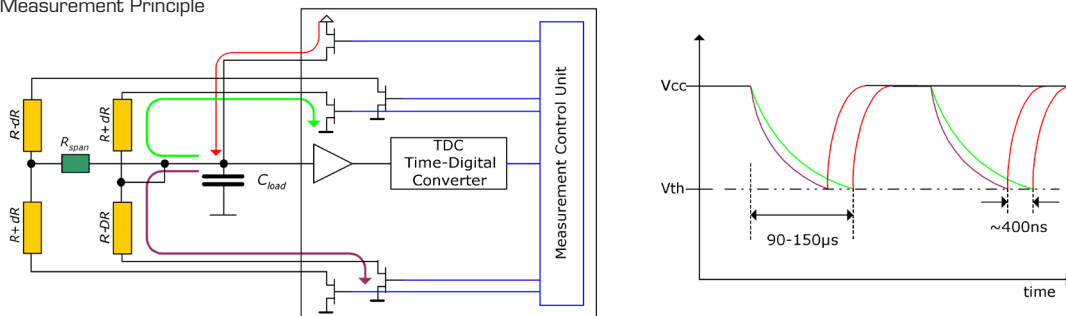 Measurement Principle
R-dR
R+dR
Rspan
R+dR
R-DR
Cload
TDC
Time-Digital
Converter
Measurement Control Unit
Vcc
Vth
90-150µs
~400ns
time